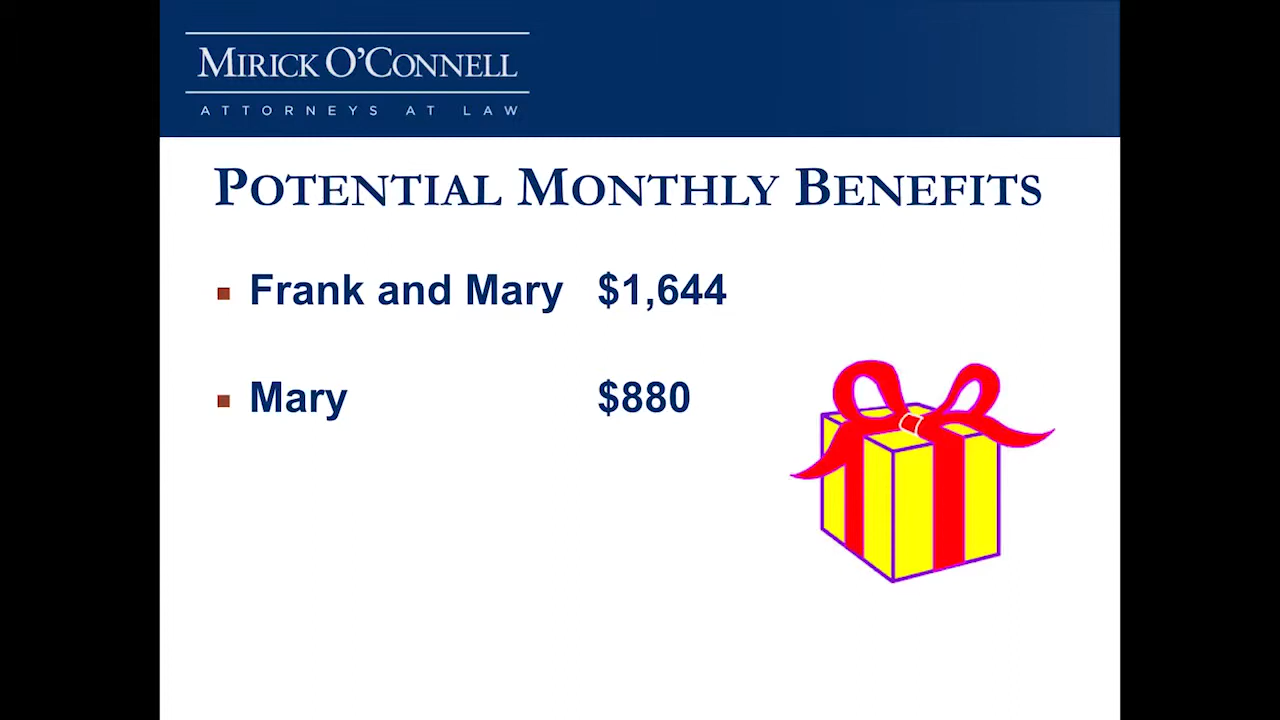 MIRICK O'CONNELL
ATTORNEYS AT LAW
POTENTIAL MONTHLY BENEFITS
▪ Frank and Mary $1,644
▪ Mary $880